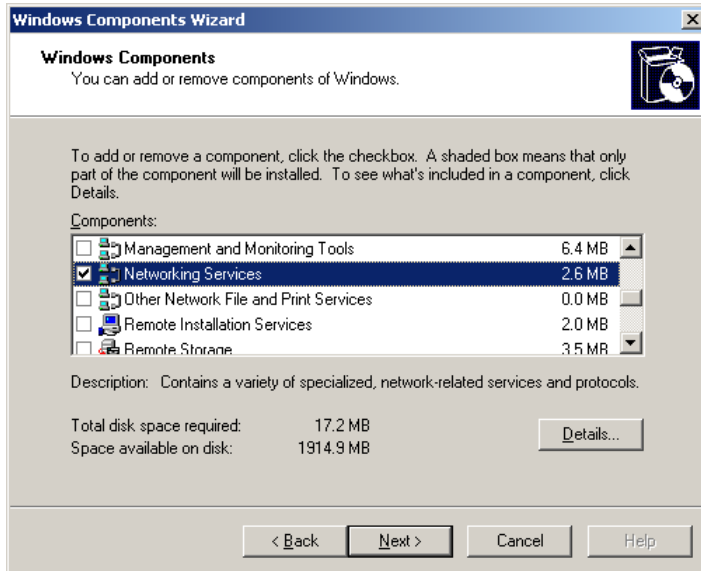 Windows Components Wizard
Windows Components
You can add or remove components of Windows.
To add or remove a component, click the checkbox. A shaded box means that only
part of the component will be installed. To see what's included in a component, click
Details.
Components:
Management and Monitoring Tools 6.4 MB
Networking Services 2.6 MB
Other Network File and Print Services 0.0 MB
Remote Installation Services 2.0 MB
Remote Storage 3.5 MB
Description: Contains a variety of specialized, network-related services and protocols.
Total disk space required: 17.2 MB
Space available on disk: 1914.9 MB
Details...
< Back Next > Cancel Help